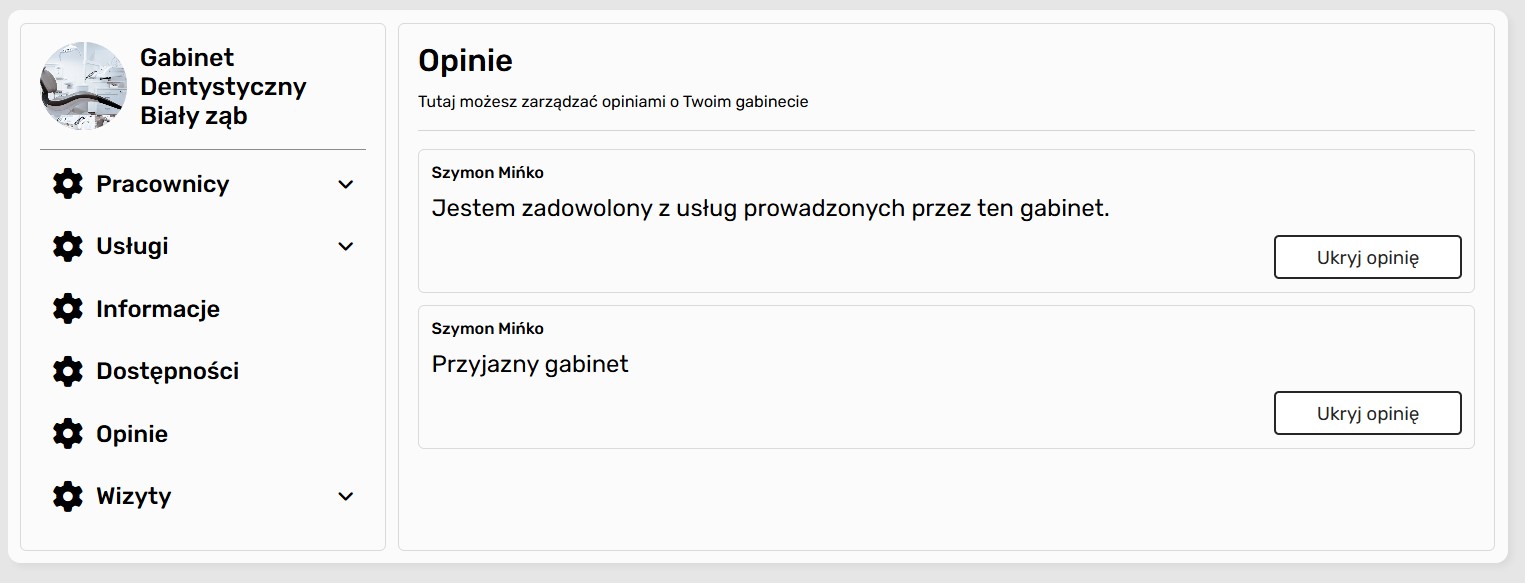 Gabinet
Dentystyczny
Biały ząb
Pracownicy
Usługi
Informacje
Dostępności
Opinie
Wizyty
Opinie
Tutaj możesz zarządzać opiniami o Twoim gabinecie
Szymon Mińko
Jestem zadowolony z usług prowadzonych przez ten gabinet.
Ukryj opinię
Szymon Mińko
Przyjazny gabinet
Ukryj opinię